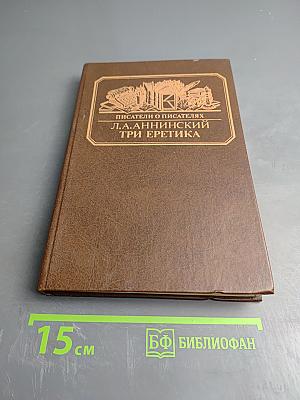 ПИСАТЕЛИ О ПИСАТЕЛЯХ
Л.А.АННИНСКИЙ
ТРИ ЕРЕТИКА
15 см
БФ БИБЛИОФАН